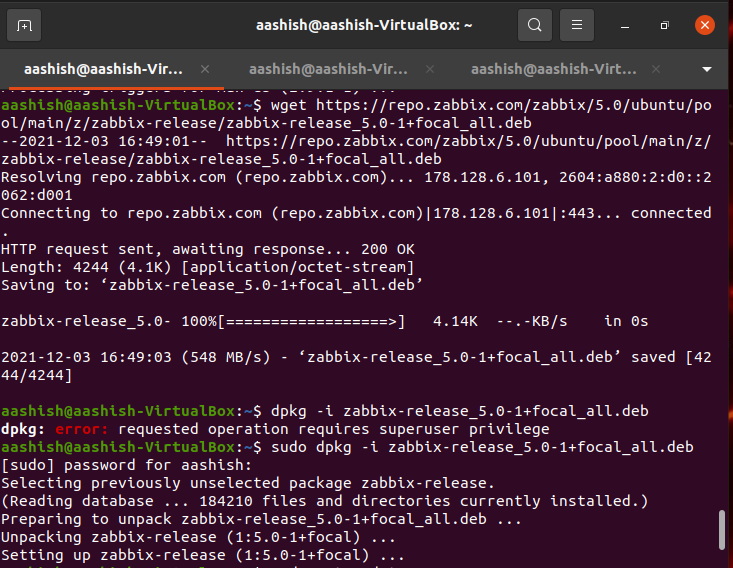 aashish@aashish-VirtualBox: ~
aashish@aashish-Vir... × aashish@aashish-Vir... × aashish@aashish-Virt... ×
aashish@aashish-VirtualBox:~$ wget https://repo.zabbix.com/zabbix/5.0/ubuntu/po
ol/main/z/zabbix-release/zabbix-release_5.0-1+focal_all.deb
--2021-12-03 16:49:01--  https://repo.zabbix.com/zabbix/5.0/ubuntu/pool/main/z/
zabbix-release/zabbix-release_5.0-1+focal_all.deb
Resolving repo.zabbix.com (repo.zabbix.com)... 178.128.6.101, 2604:a880:2:d0::2
062:d001
Connecting to repo.zabbix.com (repo.zabbix.com)|178.128.6.101|:443... connected
.
HTTP request sent, awaiting response... 200 OK
Length: 4244 (4.1K) [application/octet-stream]
Saving to: ‘zabbix-release_5.0-1+focal_all.deb’
zabbix-release_5.0- 100%[==================>]   4.14K  --.-KB/s    in 0s
2021-12-03 16:49:03 (548 MB/s) - ‘zabbix-release_5.0-1+focal_all.deb’ saved [42
44/4244]
aashish@aashish-VirtualBox:~$ dpkg -i zabbix-release_5.0-1+focal_all.deb
dpkg: error: requested operation requires superuser privilege
aashish@aashish-VirtualBox:~$ sudo dpkg -i zabbix-release_5.0-1+focal_all.deb
[sudo] password for aashish:
Selecting previously unselected package zabbix-release.
(Reading database ... 184210 files and directories currently installed.)
Preparing to unpack zabbix-release_5.0-1+focal_all.deb ...
Unpacking zabbix-release (1:5.0-1+focal) ...
Setting up zabbix-release (1:5.0-1+focal) ...